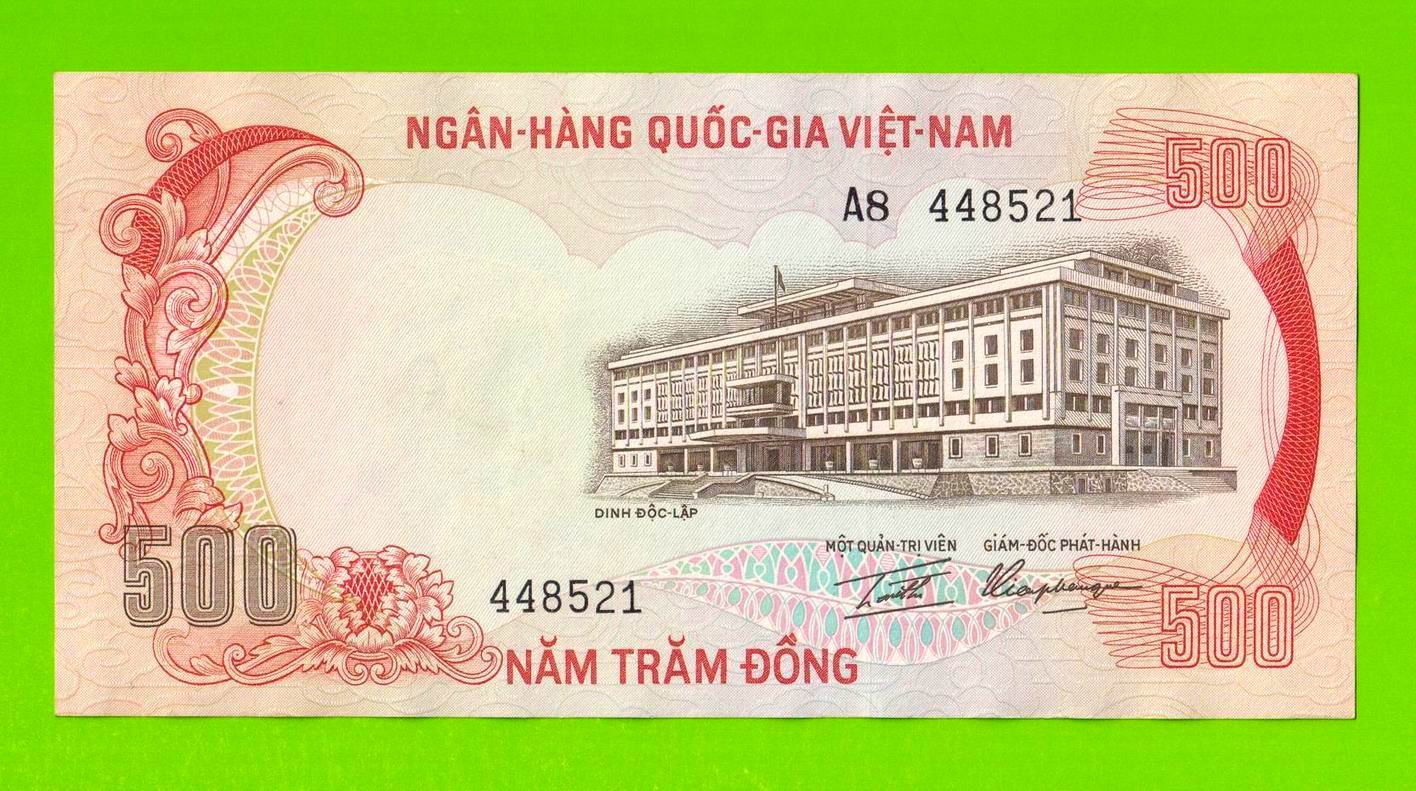 NGÂN-HÀNG QUỐC-GIA VIỆT-NAM
500
A8 448521
DINH ĐỘC-LẬP
MỘT QUẢN-TRỊ VIÊN GIÁM-ĐỐC PHÁT-HÀNH
500
448521
500
NĂM TRĂM ĐỒNG